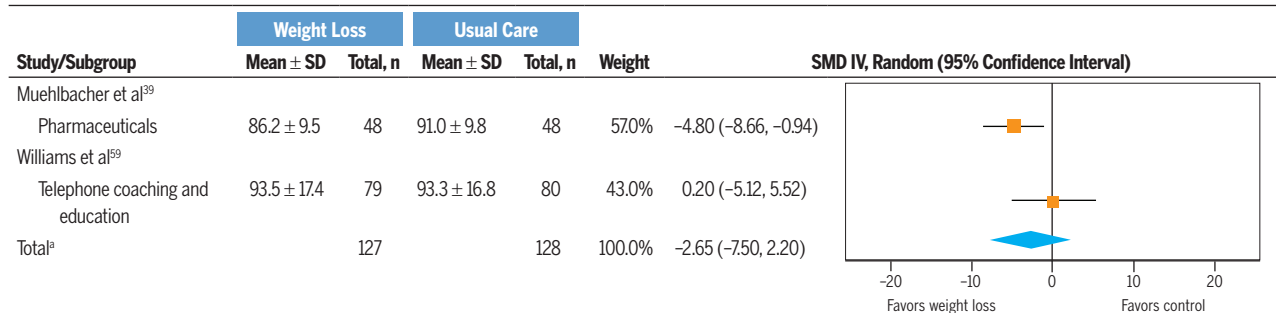 Weight Loss Usual Care
Study/Subgroup Mean ± SD Total, n Mean ± SD Total, n Weight SMD IV, Random (95% Confidence Interval)
Muehlbacher et al³⁹
Pharmaceuticals 86.2 ± 9.5 48 91.0 ± 9.8 48 57.0% –4.80 (–8.66, –0.94)
Williams et al⁵⁹
Telephone coaching and 93.5 ± 17.4 79 93.3 ± 16.8 80 43.0% 0.20 (–5.12, 5.52)
education
Totalᵃ 127 128 100.0% –2.65 (–7.50, 2.20)
–20 –10 0 10 20
Favors weight loss Favors control